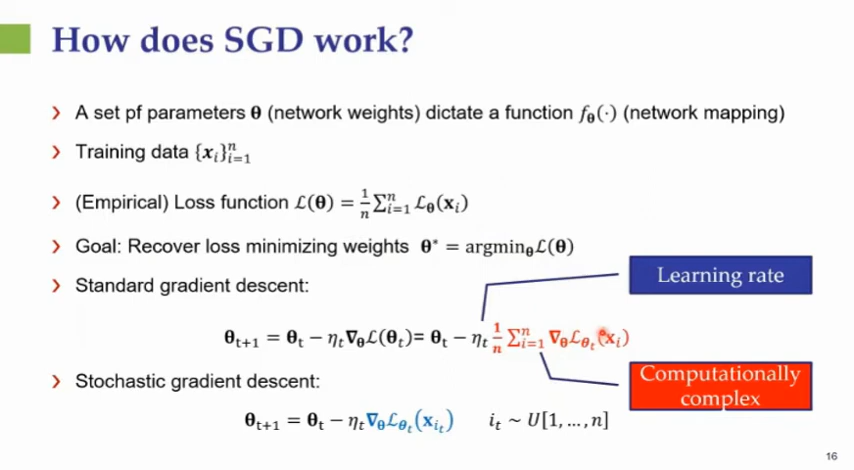 How does SGD work?
› A set pf parameters θ (network weights) dictate a function f_θ(·) (network mapping)
› Training data {x_i}_{i=1}^n
› (Empirical) Loss function ℒ(θ) = 1/n ∑_{i=1}^n ℒ_θ(x_i)
› Goal: Recover loss minimizing weights θ* = argmin_θ ℒ(θ)
Learning rate
› Standard gradient descent:
θ_{t+1} = θ_t − η_t ∇_θ ℒ(θ_t) = θ_t − η_t 1/n ∑_{i=1}^n ∇_θ ℒ_{θ_t}(x_i)
Computationally
complex
› Stochastic gradient descent:
θ_{t+1} = θ_t − η_t ∇_θ ℒ_{θ_t}(x_{i_t}) i_t ~ U[1, …, n]
16